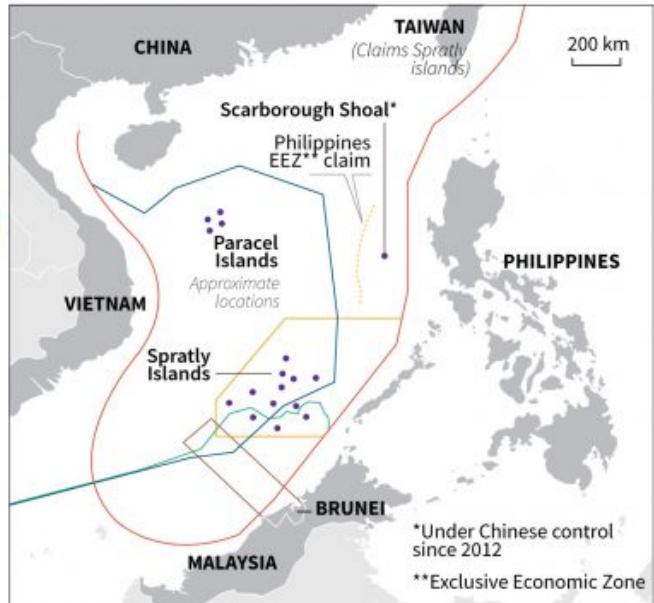 CHINA
TAIWAN
(Claims Spratly
islands)
200 km
Scarborough Shoal*
Philippines
EEZ** claim
Paracel
Islands
Approximate
locations
PHILIPPINES
VIETNAM
Spratly
Islands
BRUNEI
MALAYSIA
*Under Chinese control
since 2012
**Exclusive Economic Zone